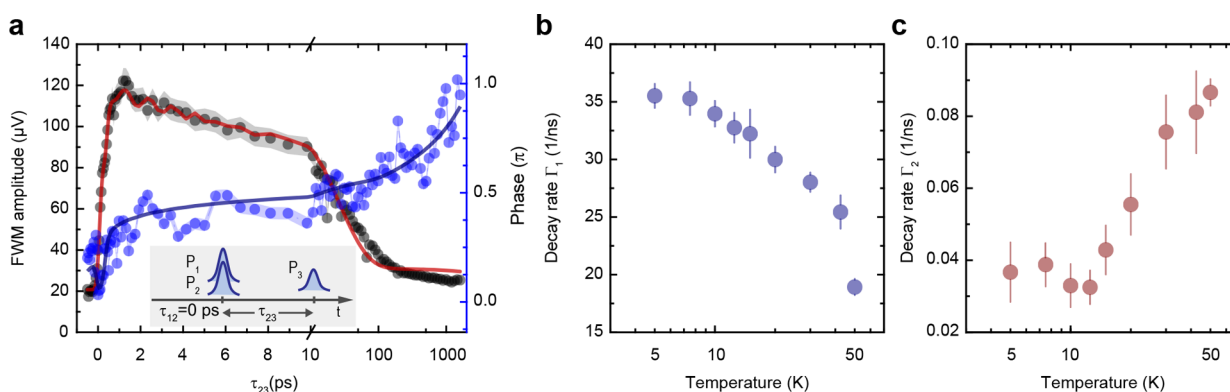 a
FWM amplitude (µV)
140
120
100
80
60
40
20
0
2
4
6
8
10
100
1000
τ23(ps)
1.0
0.5
0.0
Phase (π)
P1
P2
P3
τ12=0 ps
τ23
t
b
Decay rate Γ1 (1/ns)
40
35
30
25
20
15
5
10
50
Temperature (K)
c
Decay rate Γ2 (1/ns)
0.10
0.08
0.06
0.04
0.02
5
10
50
Temperature (K)